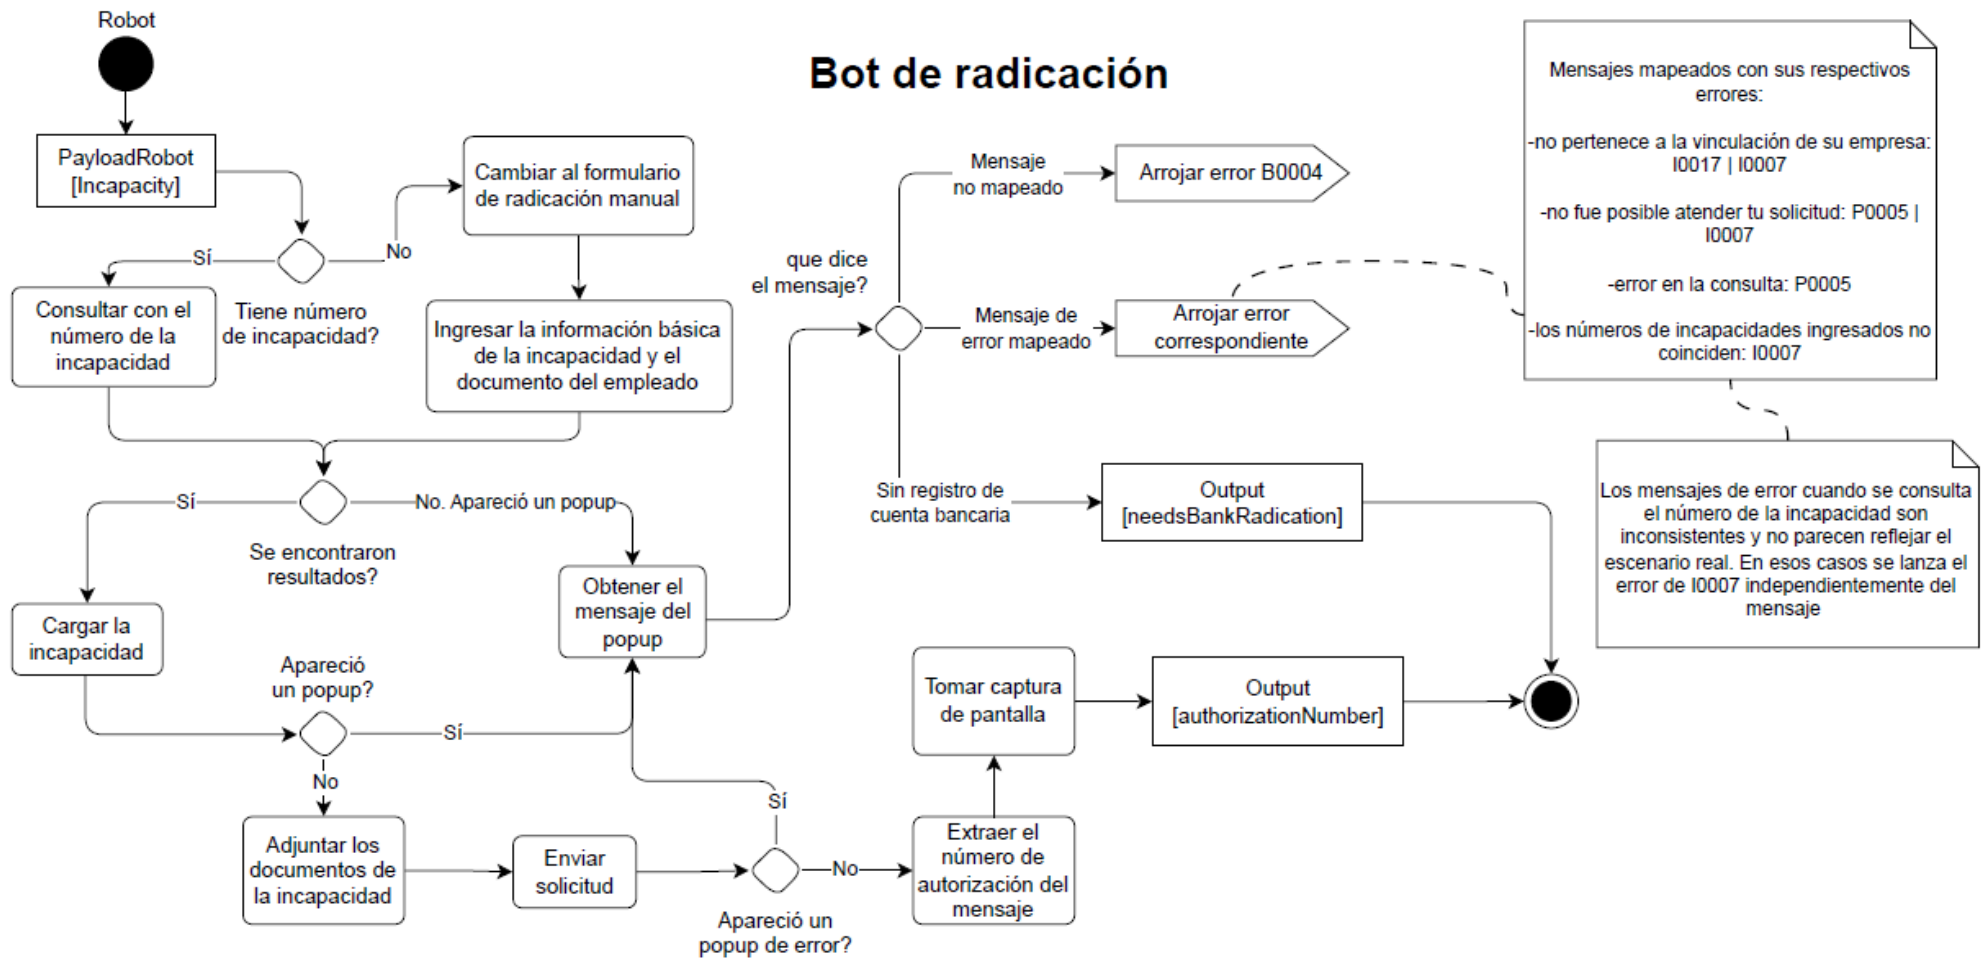 Robot
Bot de radicación
PayloadRobot
[Incapacity]
Sí
No
Tiene número
de incapacidad?
Cambiar al formulario
de radicación manual
Consultar con el
número de la
incapacidad
Ingresar la información básica
de la incapacidad y el
documento del empleado
Sí
No. Apareció un popup
Se encontraron
resultados?
Cargar la
incapacidad
Obtener el
mensaje del
popup
Apareció
un popup?
Sí
No
Adjuntar los
documentos de
la incapacidad
Enviar
solicitud
Sí
No
Apareció un
popup de error?
Extraer el
número de
autorización del
mensaje
Tomar captura
de pantalla
Output
[authorizationNumber]
que dice
el mensaje?
Mensaje
no mapeado
Arrojar error B0004
Mensaje de
error mapeado
Arrojar error
correspondiente
Sin registro de
cuenta bancaria
Output
[needsBankRadication]
Mensajes mapeados con sus respectivos
errores:
-no pertenece a la vinculación de su empresa:
I0017 | I0007
-no fue posible atender tu solicitud: P0005 |
I0007
-error en la consulta: P0005
-los números de incapacidades ingresados no
coinciden: I0007
Los mensajes de error cuando se consulta
el número de la incapacidad son
inconsistentes y no parecen reflejar el
escenario real. En esos casos se lanza el
error de I0007 independientemente del
mensaje